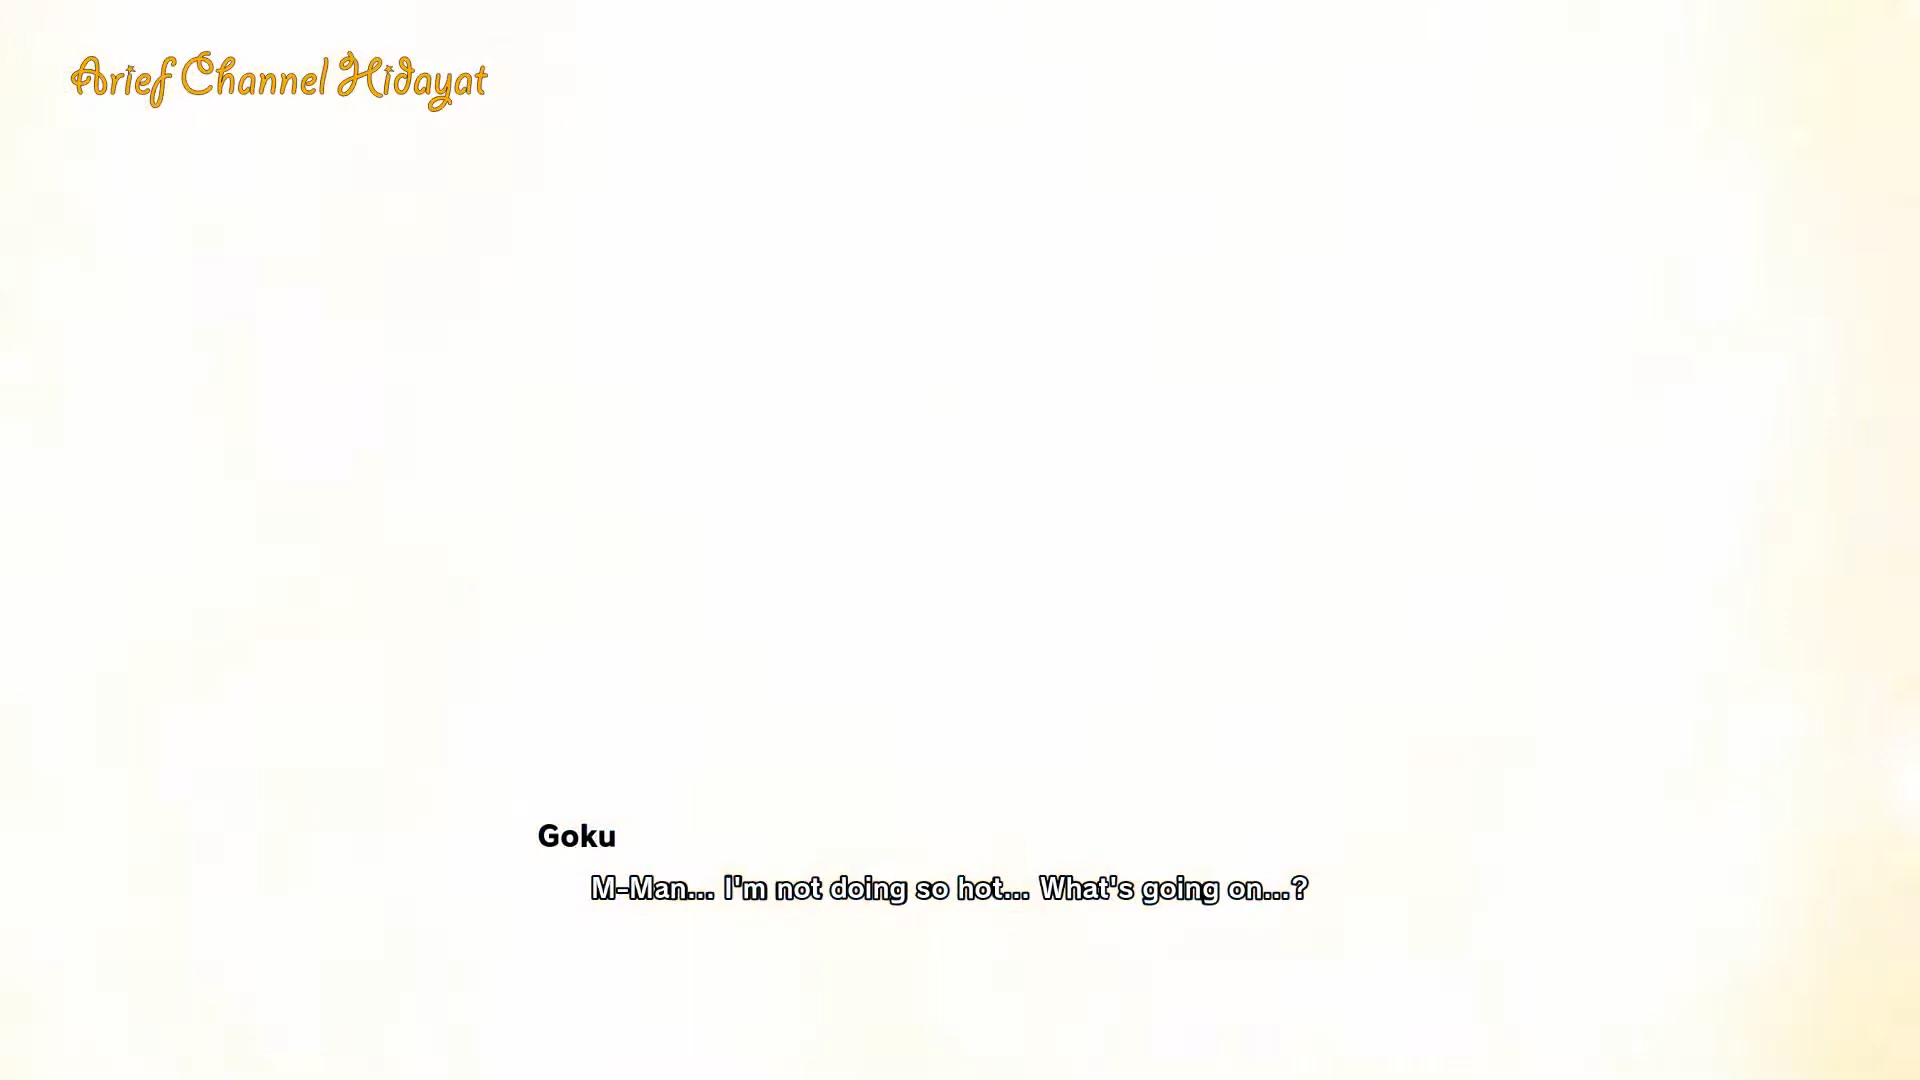 Arief Channel Hidayat
Goku
M-Man... I'm not doing so hot... What's going on...?